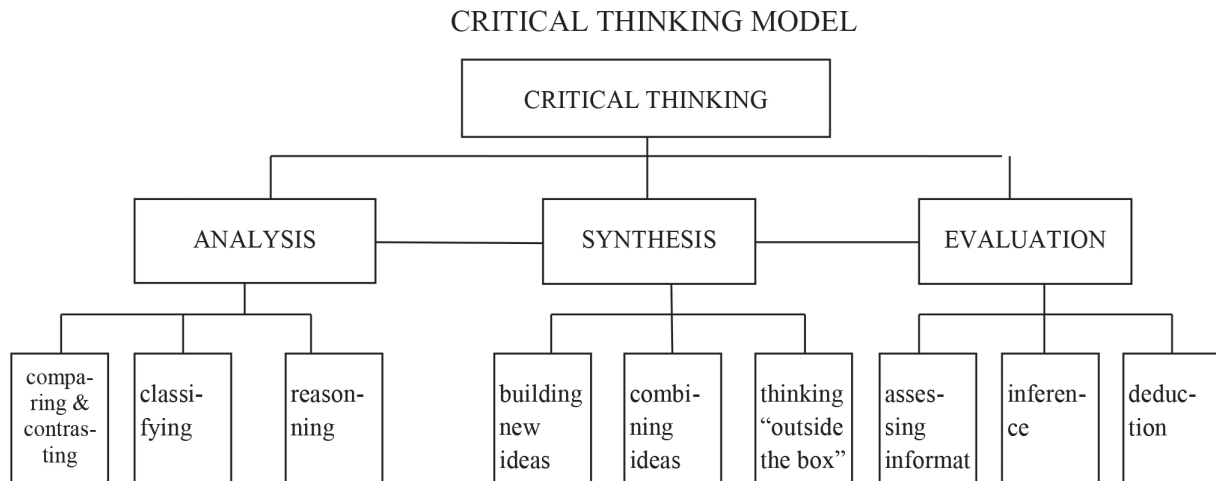 CRITICAL THINKING MODEL
CRITICAL THINKING
ANALYSIS
SYNTHESIS
EVALUATION
compa-
ring &
contras-
ting
classi-
fying
reaso-
ning
building
new
ideas
combi-
ning
ideas
thinking
“outside
the box”
asses-
sing
informat
inferen-
ce
deduc-
tion